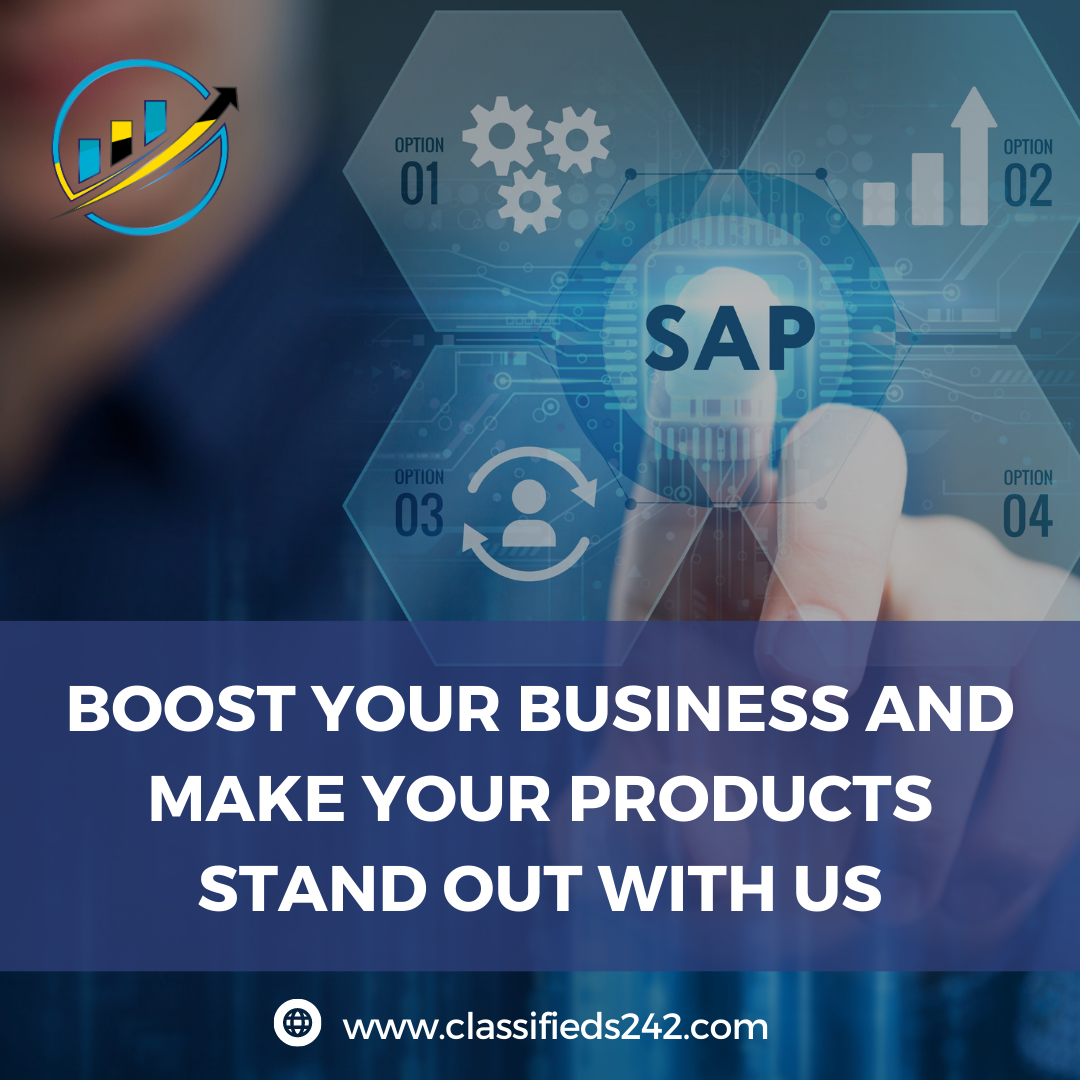 OPTION
01
OPTION
02
SAP
OPTION
03
OPTION
04
BOOST YOUR BUSINESS AND
MAKE YOUR PRODUCTS
STAND OUT WITH US
www.classifieds242.com